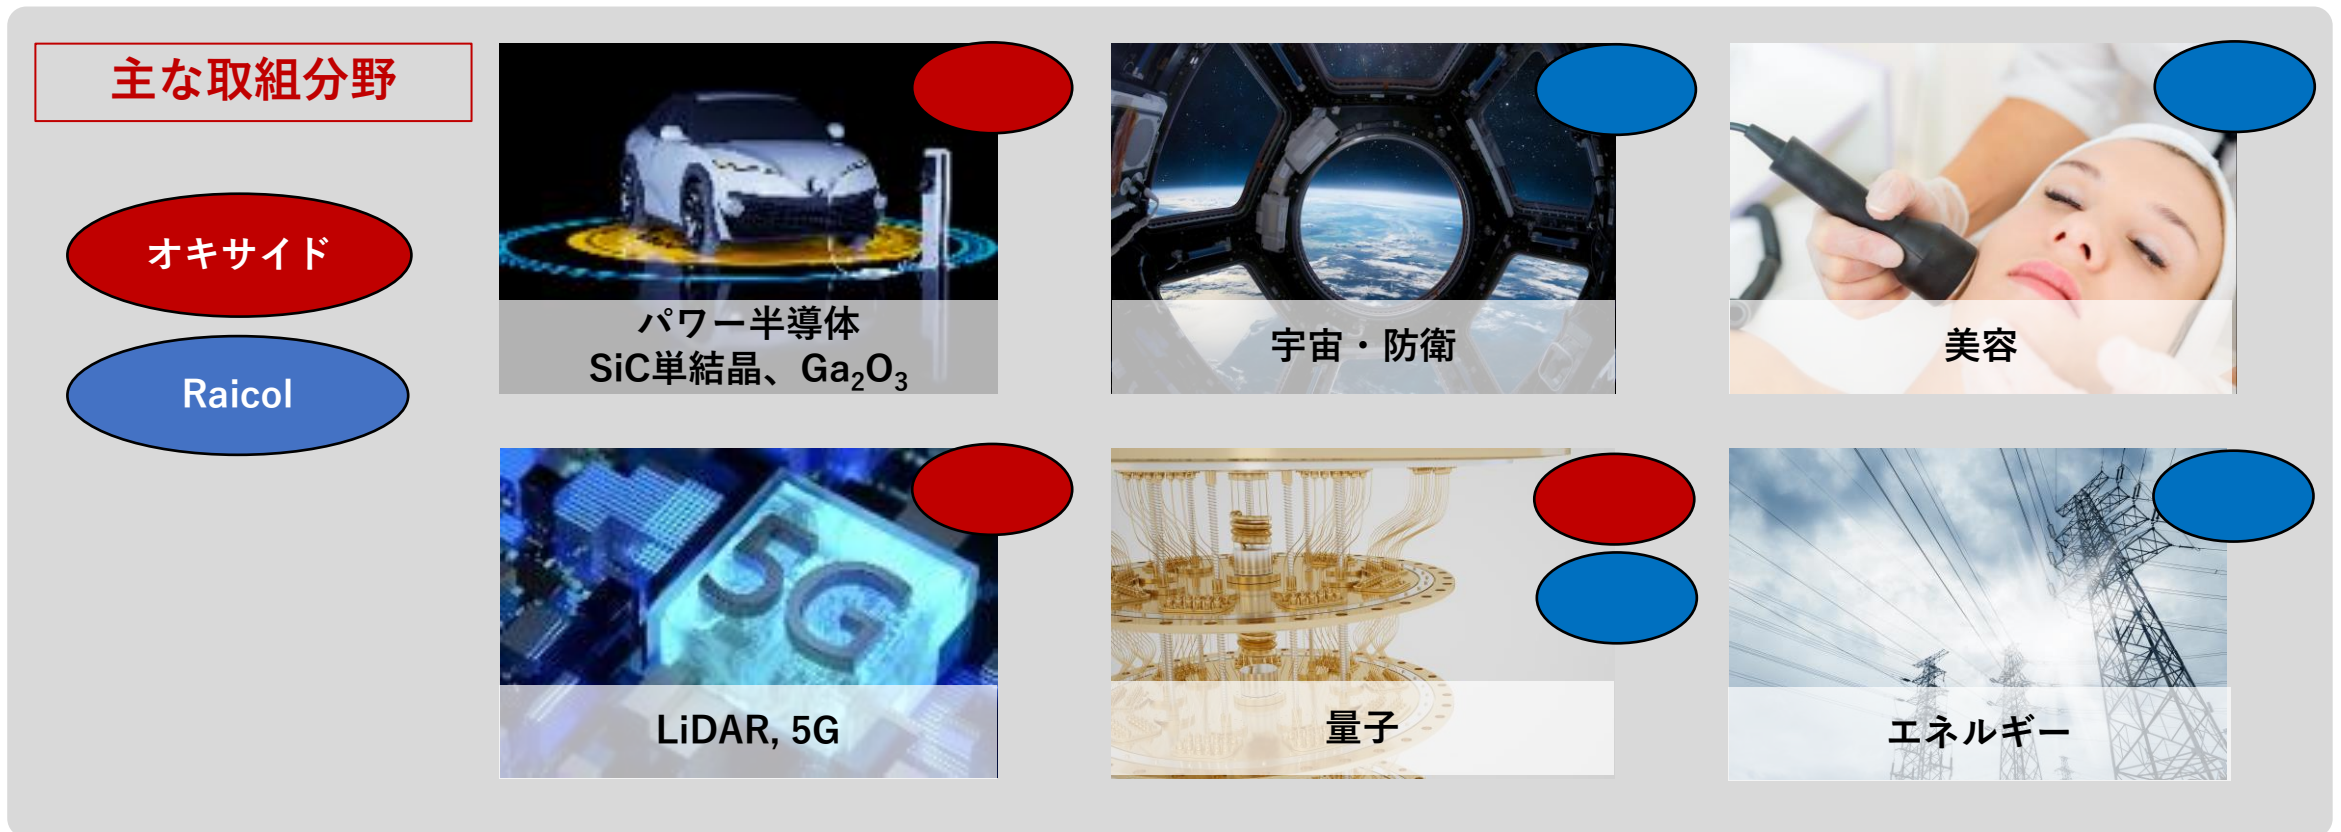 主な取組分野
オキサイド
Raicol
パワー半導体
SiC単結晶、Ga₂O₃
宇宙・防衛
美容
5G
LiDAR, 5G
量子
エネルギー